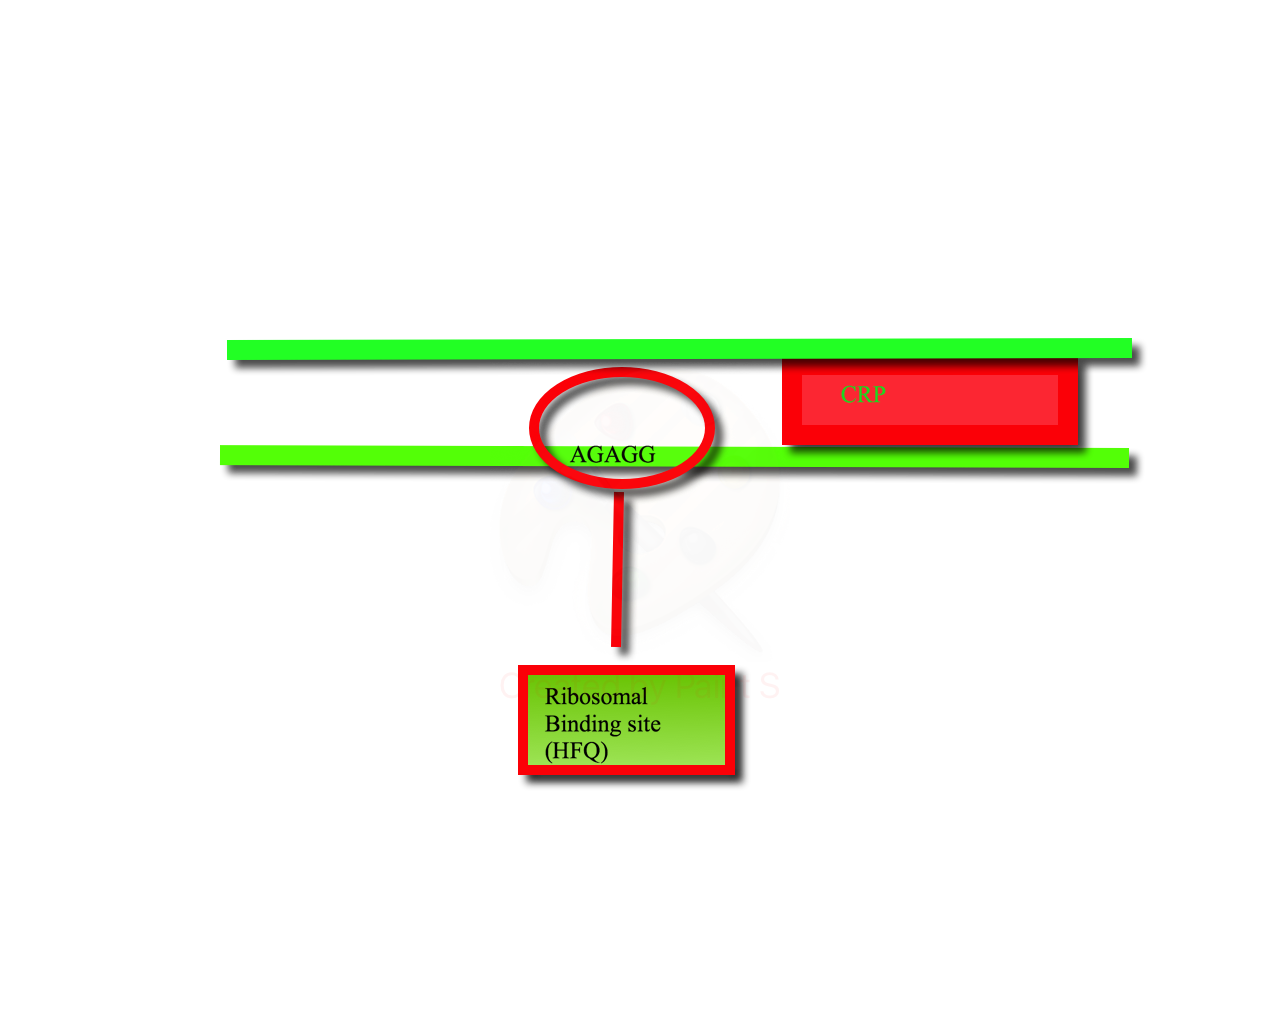 CRP
AGAGG
Ribosomal
Binding site
(HFQ)